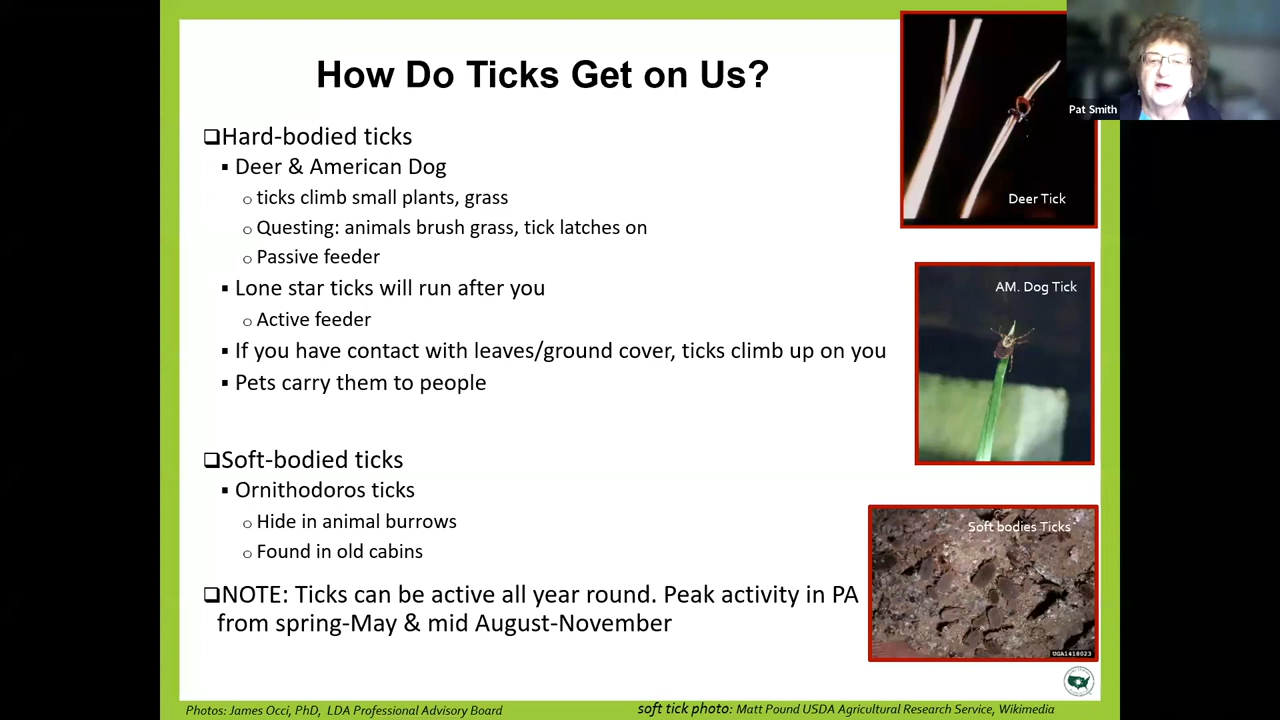 How Do Ticks Get on Us?
Pat Smith
❑Hard-bodied ticks
▪ Deer & American Dog
o ticks climb small plants, grass
o Questing: animals brush grass, tick latches on
o Passive feeder
▪ Lone star ticks will run after you
o Active feeder
▪ If you have contact with leaves/ground cover, ticks climb up on you
▪ Pets carry them to people
❑Soft-bodied ticks
▪ Ornithodoros ticks
o Hide in animal burrows
o Found in old cabins
❑NOTE: Ticks can be active all year round. Peak activity in PA
from spring-May & mid August-November
Deer Tick
AM. Dog Tick
Soft bodies Ticks
UGA1416023
Photos: James Occi, PhD, LDA Professional Advisory Board
soft tick photo: Matt Pound USDA Agricultural Research Service, Wikimedia